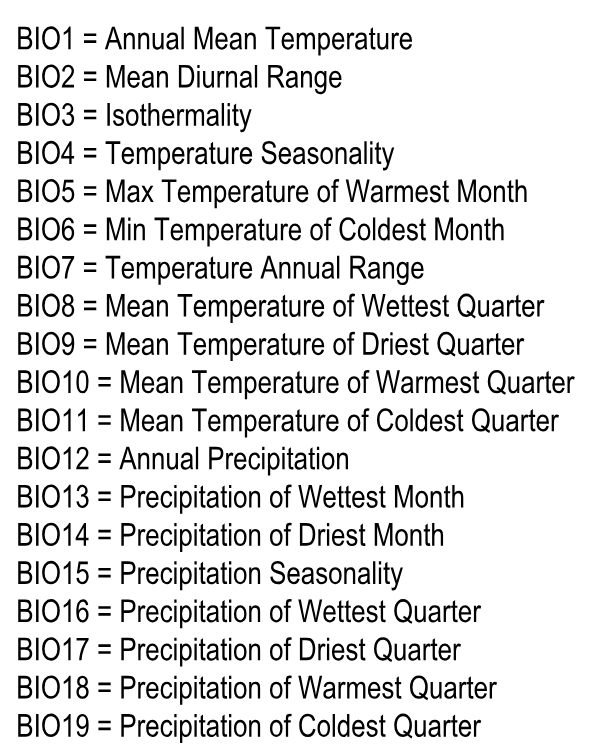 BIO1 = Annual Mean Temperature
BIO2 = Mean Diurnal Range
BIO3 = Isothermality
BIO4 = Temperature Seasonality
BIO5 = Max Temperature of Warmest Month
BIO6 = Min Temperature of Coldest Month
BIO7 = Temperature Annual Range
BIO8 = Mean Temperature of Wettest Quarter
BIO9 = Mean Temperature of Driest Quarter
BIO10 = Mean Temperature of Warmest Quarter
BIO11 = Mean Temperature of Coldest Quarter
BIO12 = Annual Precipitation
BIO13 = Precipitation of Wettest Month
BIO14 = Precipitation of Driest Month
BIO15 = Precipitation Seasonality
BIO16 = Precipitation of Wettest Quarter
BIO17 = Precipitation of Driest Quarter
BIO18 = Precipitation of Warmest Quarter
BIO19 = Precipitation of Coldest Quarter